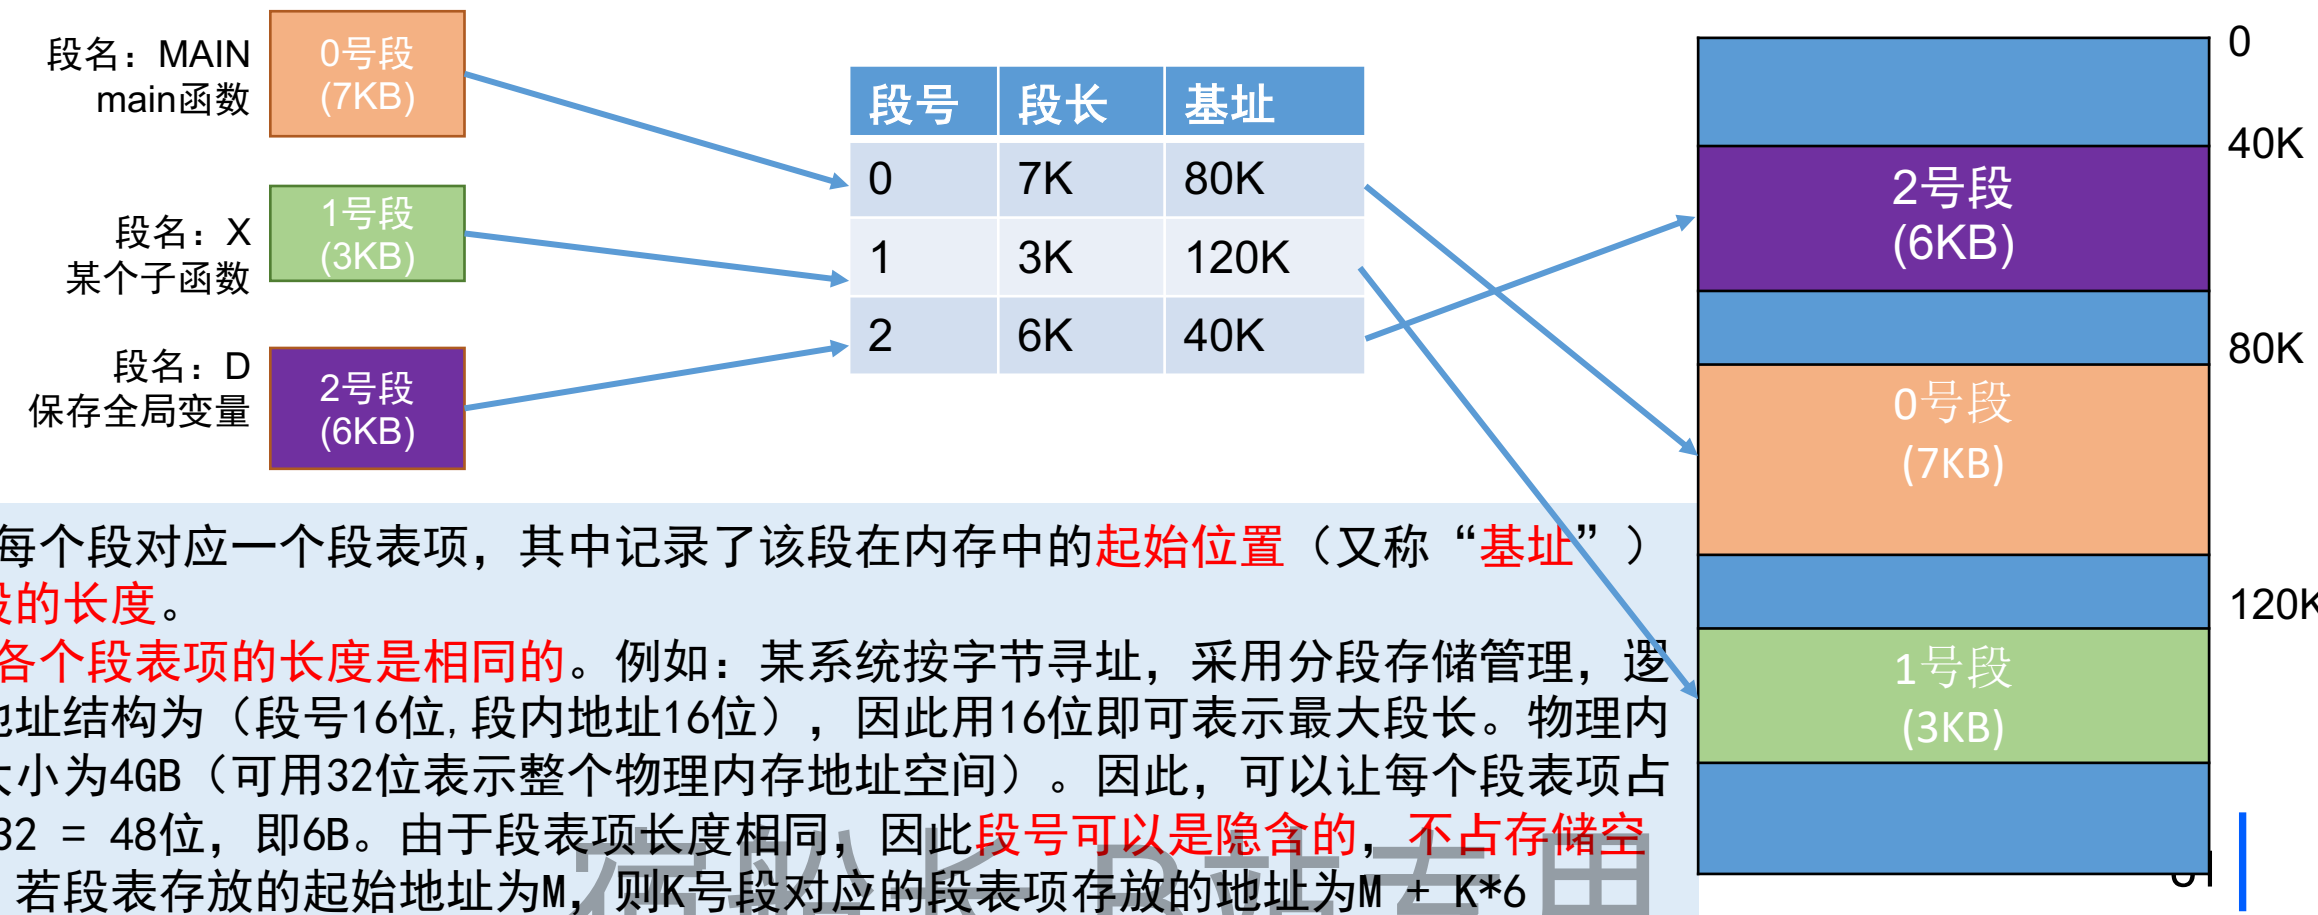 段名：MAIN
main函数
0号段
(7KB)
段名：X
某个子函数
1号段
(3KB)
段名：D
保存全局变量
2号段
(6KB)
段号 段长 基址
0 7K 80K
1 3K 120K
2 6K 40K
0
40K
2号段
(6KB)
80K
0号段
(7KB)
120K
1号段
(3KB)
每个段对应一个段表项，其中记录了该段在内存中的起始位置（又称“基址”）
段的长度。
各个段表项的长度是相同的。例如：某系统按字节寻址，采用分段存储管理，逻
地址结构为（段号16位,段内地址16位），因此用16位即可表示最大段长。物理内
大小为4GB（可用32位表示整个物理内存地址空间）。因此，可以让每个段表项占
32 = 48位，即6B。由于段表项长度相同，因此段号可以是隐含的，不占存储空
若段表存放的起始地址为M，则K号段对应的段表项存放的地址为M + K*6
B站专用